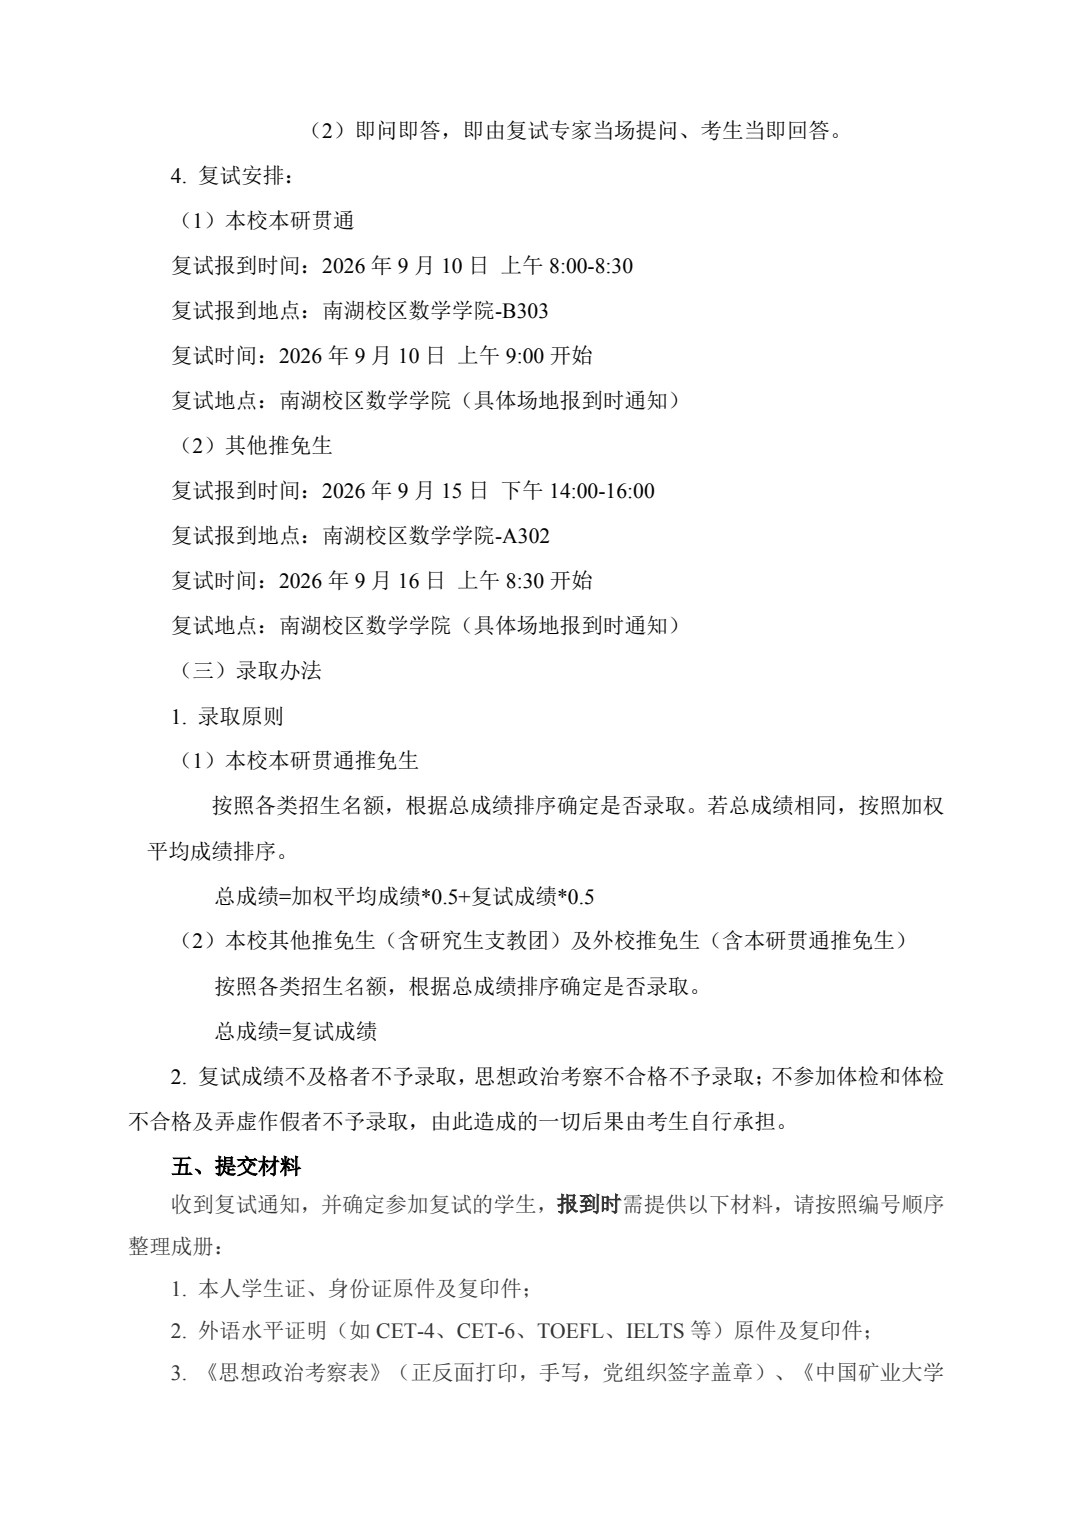 （2）即问即答，即由复试专家当场提问、考生当即回答。
4. 复试安排：
（1）本校本研贯通
复试报到时间：2026 年 9 月 10 日 上午 8:00-8:30
复试报到地点：南湖校区数学学院-B303
复试时间：2026 年 9 月 10 日 上午 9:00 开始
复试地点：南湖校区数学学院（具体场地报到时通知）
（2）其他推免生
复试报到时间：2026 年 9 月 15 日 下午 14:00-16:00
复试报到地点：南湖校区数学学院-A302
复试时间：2026 年 9 月 16 日 上午 8:30 开始
复试地点：南湖校区数学学院（具体场地报到时通知）
（三）录取办法
1. 录取原则
（1）本校本研贯通推免生
按照各类招生名额，根据总成绩排序确定是否录取。若总成绩相同，按照加权
平均成绩排序。
总成绩=加权平均成绩*0.5+复试成绩*0.5
（2）本校其他推免生（含研究生支教团）及外校推免生（含本研贯通推免生）
按照各类招生名额，根据总成绩排序确定是否录取。
总成绩=复试成绩
2. 复试成绩不及格者不予录取，思想政治考察不合格不予录取；不参加体检和体检
不合格及弄虚作假者不予录取，由此造成的一切后果由考生自行承担。
五、提交材料
收到复试通知，并确定参加复试的学生，报到时需提供以下材料，请按照编号顺序
整理成册：
1. 本人学生证、身份证原件及复印件；
2. 外语水平证明（如 CET-4、CET-6、TOEFL、IELTS 等）原件及复印件；
3. 《思想政治考察表》（正反面打印，手写，党组织签字盖章）、《中国矿业大学